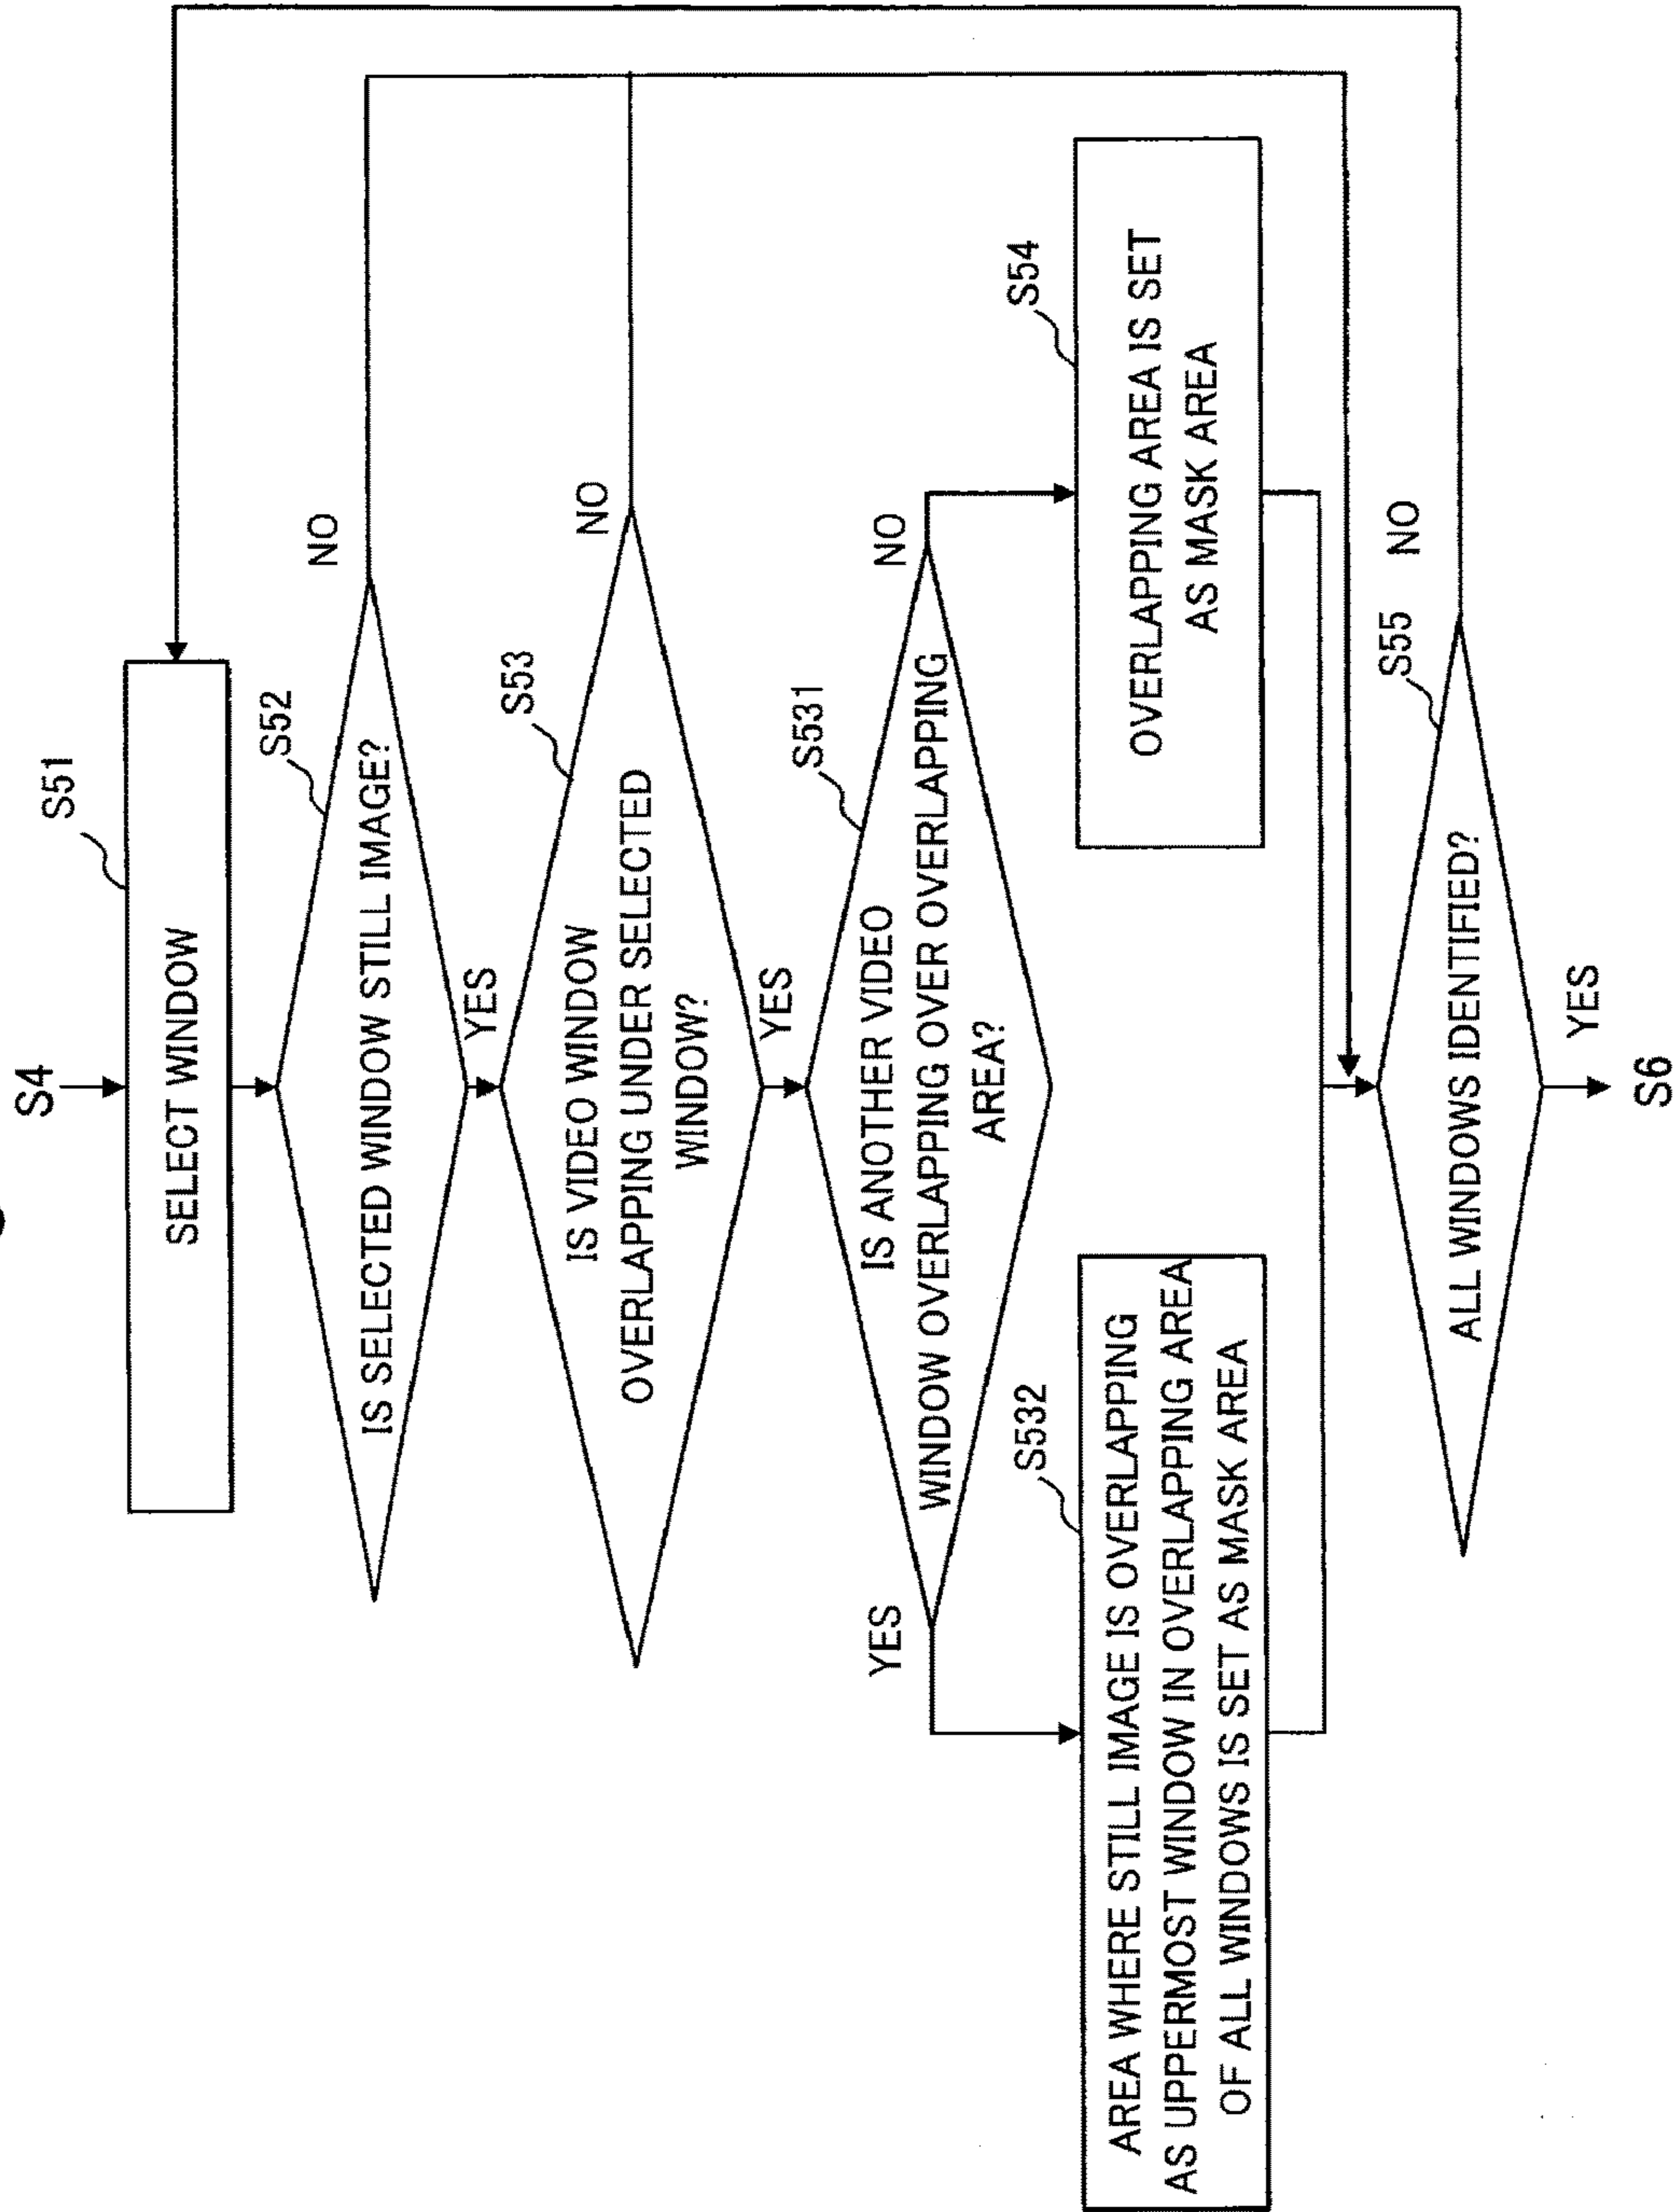 S4
S51
SELECT WINDOW
S52
IS SELECTED WINDOW STILL IMAGE?
NO
YES
S53
IS VIDEO WINDOW
OVERLAPPING UNDER SELECTED
WINDOW?
NO
YES
S531
IS ANOTHER VIDEO
WINDOW OVERLAPPING OVER OVERLAPPING
AREA?
YES
NO
S532
AREA WHERE STILL IMAGE IS OVERLAPPING
AS UPPERMOST WINDOW IN OVERLAPPING AREA
OF ALL WINDOWS IS SET AS MASK AREA
S54
OVERLAPPING AREA IS SET
AS MASK AREA
S55
ALL WINDOWS IDENTIFIED?
NO
YES
S6